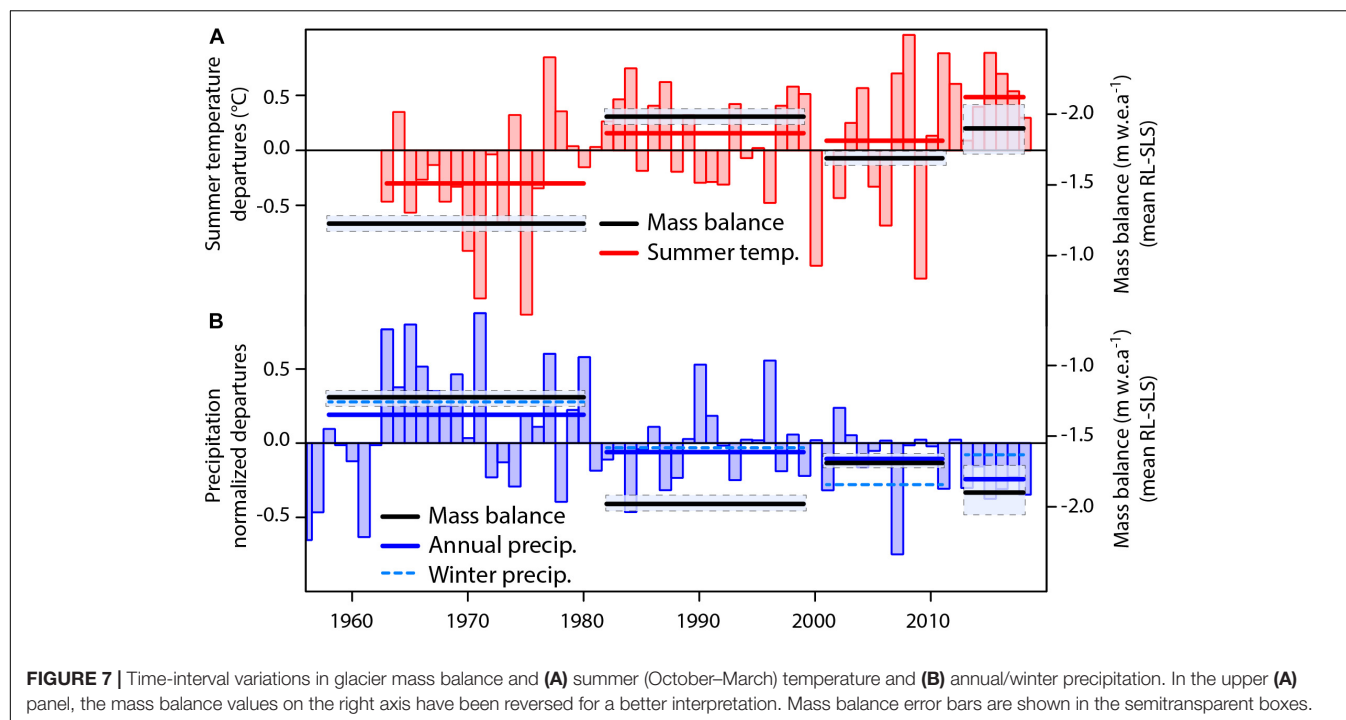 A
Summer temperature
departures (°C)
0.5
0.0
-0.5
-2.0
-1.5
-1.0
Mass balance (m w.e.a-1)
(mean RL-SLS)
Mass balance
Summer temp.
B
Precipitation
normalized departures
0.5
0.0
-0.5
-1.0
-1.5
-2.0
Mass balance (m w.e.a-1)
(mean RL-SLS)
Mass balance
Annual precip.
Winter precip.
1960 1970 1980 1990 2000 2010
FIGURE 7 | Time-interval variations in glacier mass balance and (A) summer (October–March) temperature and (B) annual/winter precipitation. In the upper (A)
panel, the mass balance values on the right axis have been reversed for a better interpretation. Mass balance error bars are shown in the semitransparent boxes.